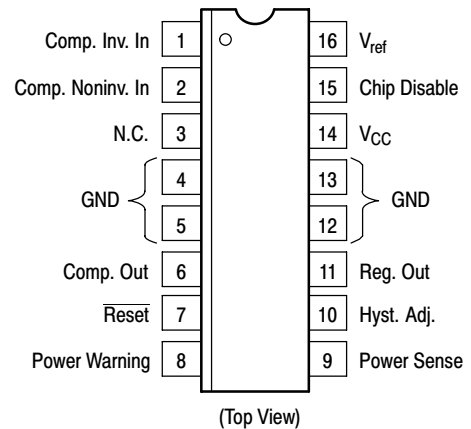 Comp. Inv. In 1 16 Vref
Comp. Noninv. In 2 15 Chip Disable
N.C. 3 14 VCC
4 13
GND GND
5 12
Comp. Out 6 11 Reg. Out
Reset 7 10 Hyst. Adj.
Power Warning 8 9 Power Sense
(Top View)